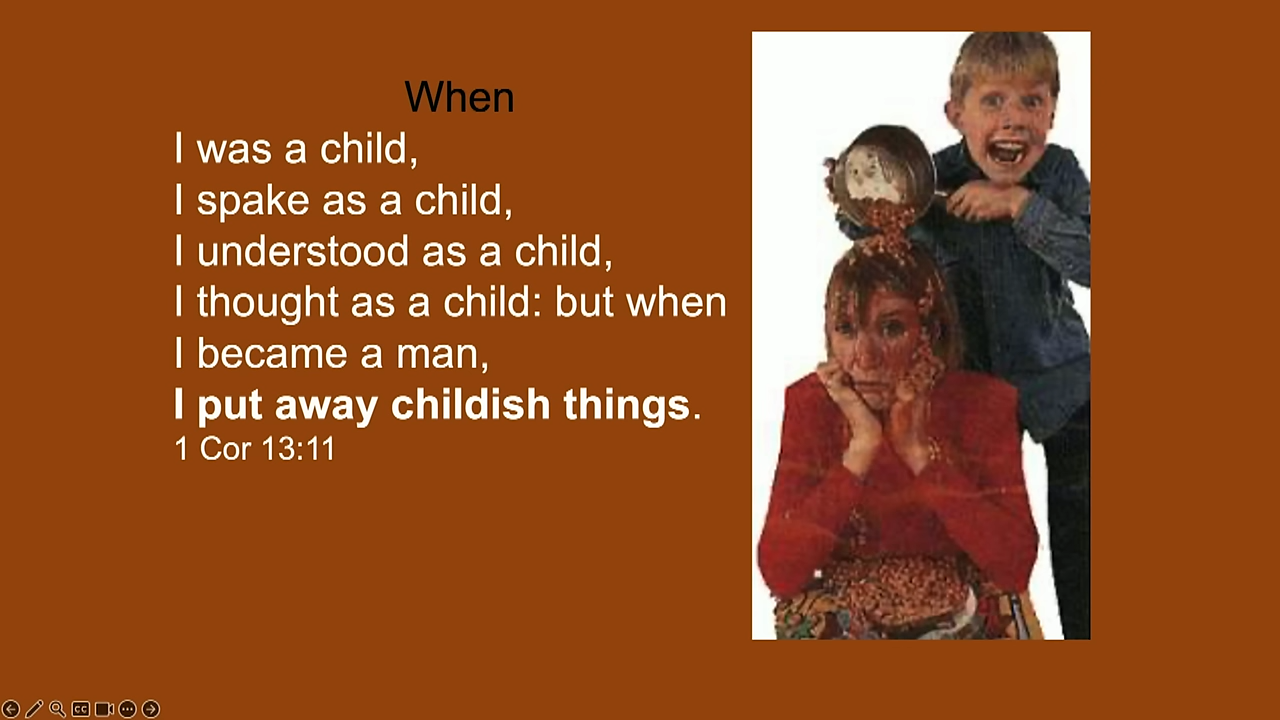 When
I was a child,
I spake as a child,
I understood as a child,
I thought as a child: but when
I became a man,
I put away childish things.
1 Cor 13:11
CC